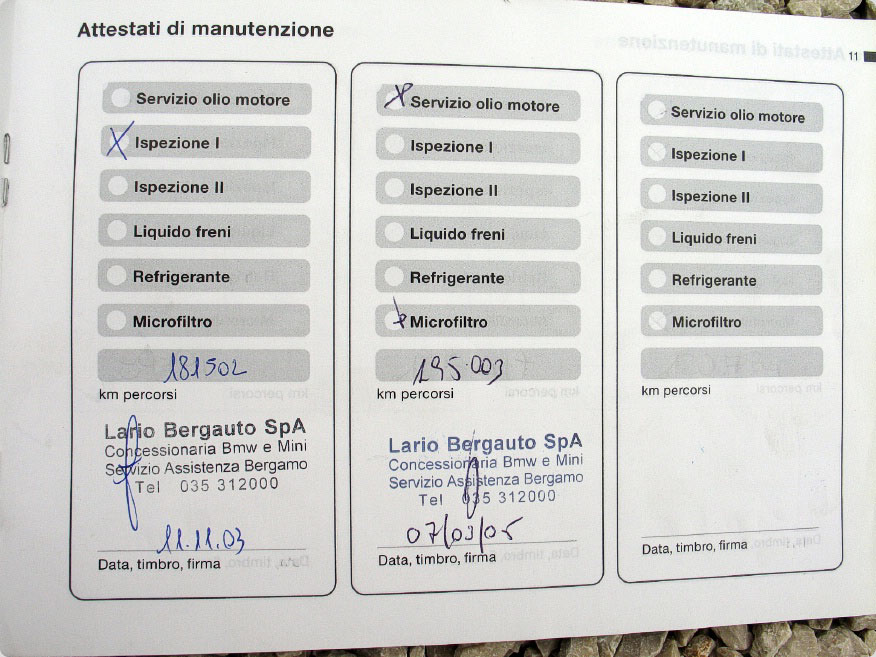 Attestati di manutenzione
11
Servizio olio motore
X Ispezione I
Ispezione II
Liquido freni
Refrigerante
Microfiltro
181502
km percorsi
Lario Bergauto SpA
Concessionaria Bmw e Mini
Servizio Assistenza Bergamo
Tel 035 312000
11.11.03
Data, timbro, firma
X Servizio olio motore
Ispezione I
Ispezione II
Liquido freni
Refrigerante
X Microfiltro
195.003
km percorsi
Lario Bergauto SpA
Concessionaria Bmw e Mini
Servizio Assistenza Bergamo
Tel 035 312000
07/03/05
Data, timbro, firma
Servizio olio motore
Ispezione I
Ispezione II
Liquido freni
Refrigerante
Microfiltro
km percorsi
Data, timbro, firma